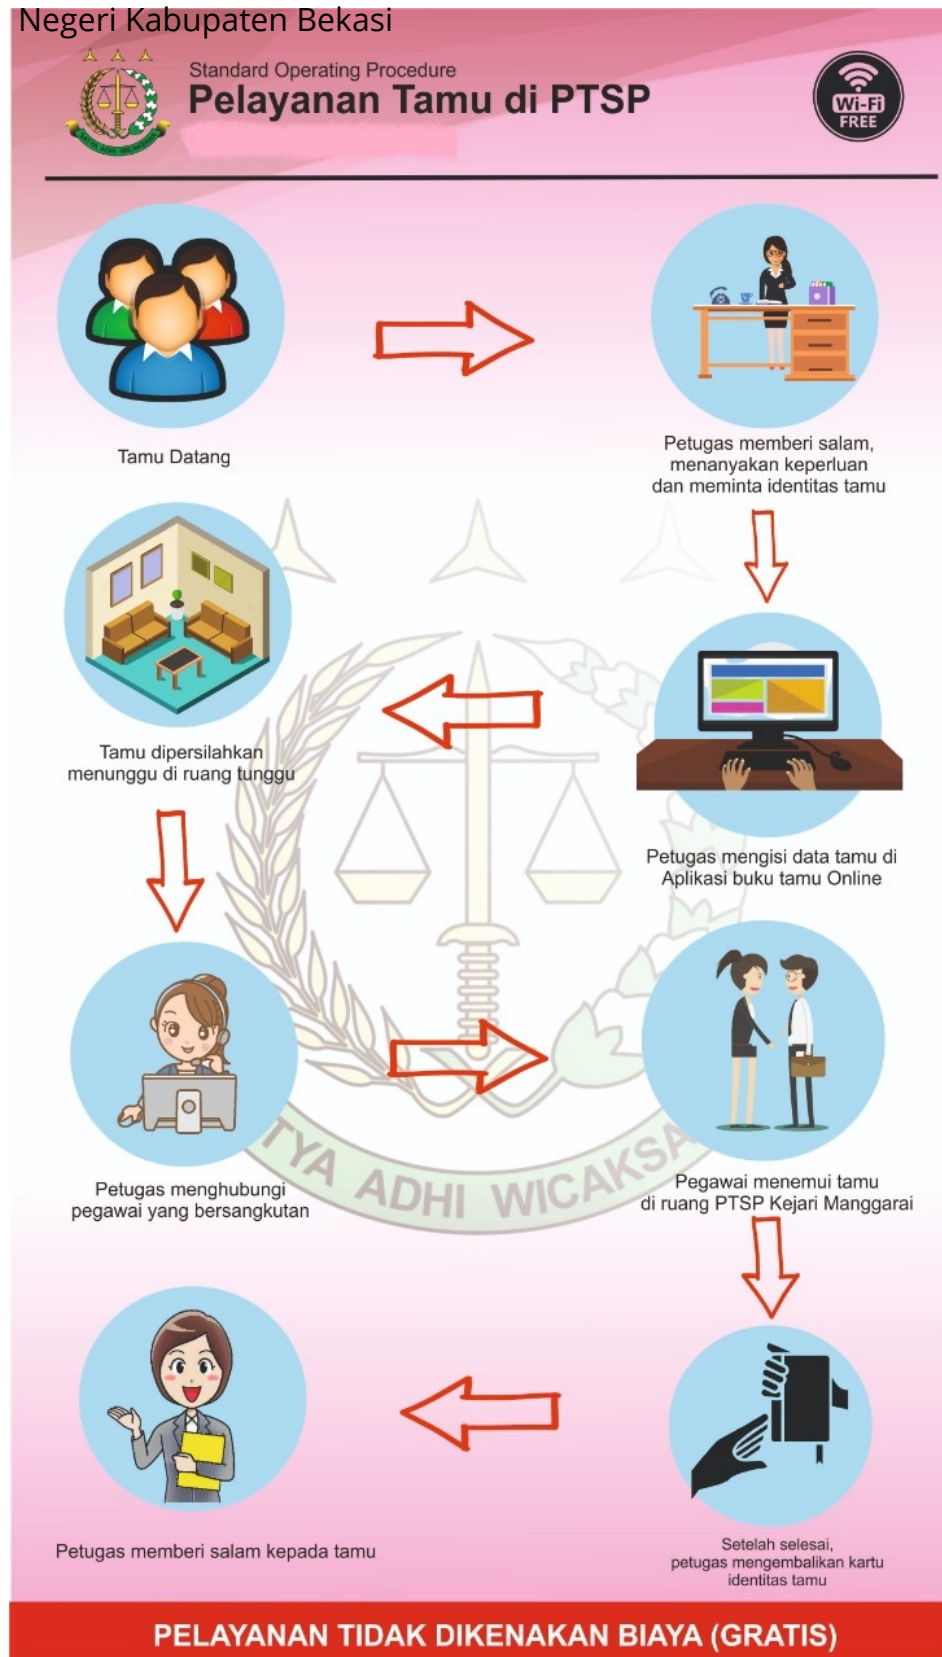 Negeri Kabupaten Bekasi
Standard Operating Procedure
Pelayanan Tamu di PTSP
Wi-Fi
FREE
SATYA ADHI WICAKSANA
Tamu Datang
Petugas memberi salam,
menanyakan keperluan
dan meminta identitas tamu
Petugas mengisi data tamu di
Aplikasi buku tamu Online
Tamu dipersilahkan
menunggu di ruang tunggu
Petugas menghubungi
pegawai yang bersangkutan
Pegawai menemui tamu
di ruang PTSP Kejari Manggarai
TYA ADHI WICAKSA
Setelah selesai,
petugas mengembalikan kartu
identitas tamu
Petugas memberi salam kepada tamu
PELAYANAN TIDAK DIKENAKAN BIAYA (GRATIS)